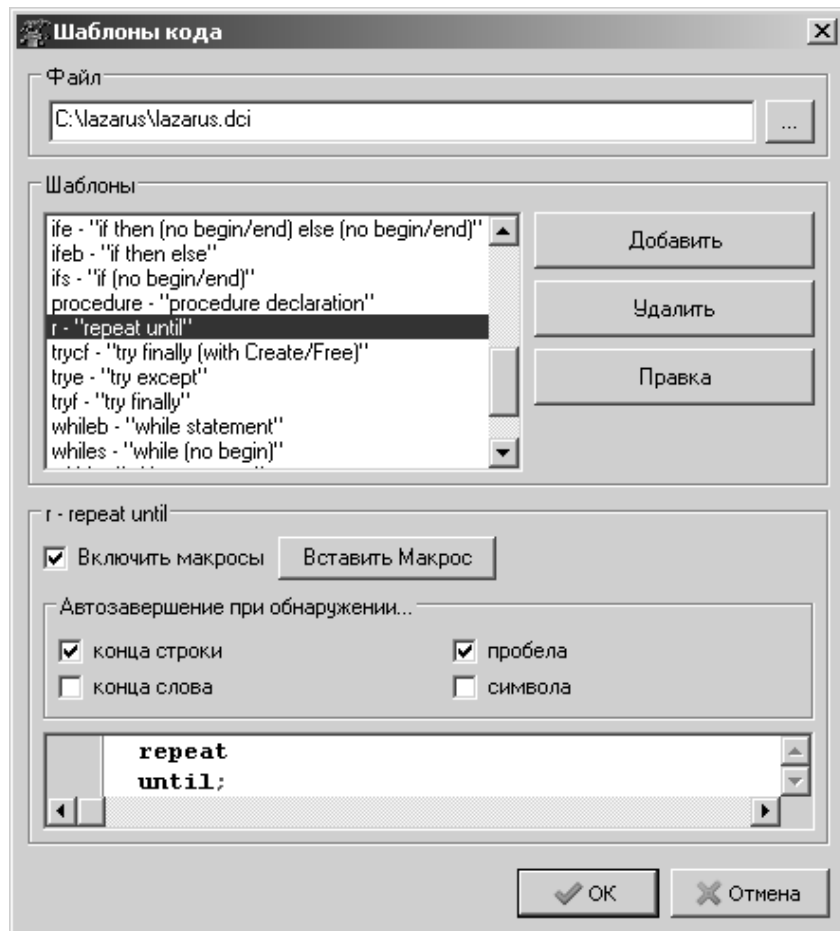 Шаблоны кода
Файл
C:\lazarus\lazarus.dci
...
Шаблоны
ife - "if then (no begin/end) else (no begin/end)"
ifeb - "if then else"
ifs - "if (no begin/end)"
procedure - "procedure declaration"
r - "repeat until"
trycf - "try finally (with Create/Free)"
trye - "try except"
tryf - "try finally"
whileb - "while statement"
whiles - "while (no begin)"
Добавить
Удалить
Правка
r - repeat until
Включить макросы
Вставить Макрос
Автозавершение при обнаружении...
конца строки
пробела
конца слова
символа
repeat
until;
OK
Отмена